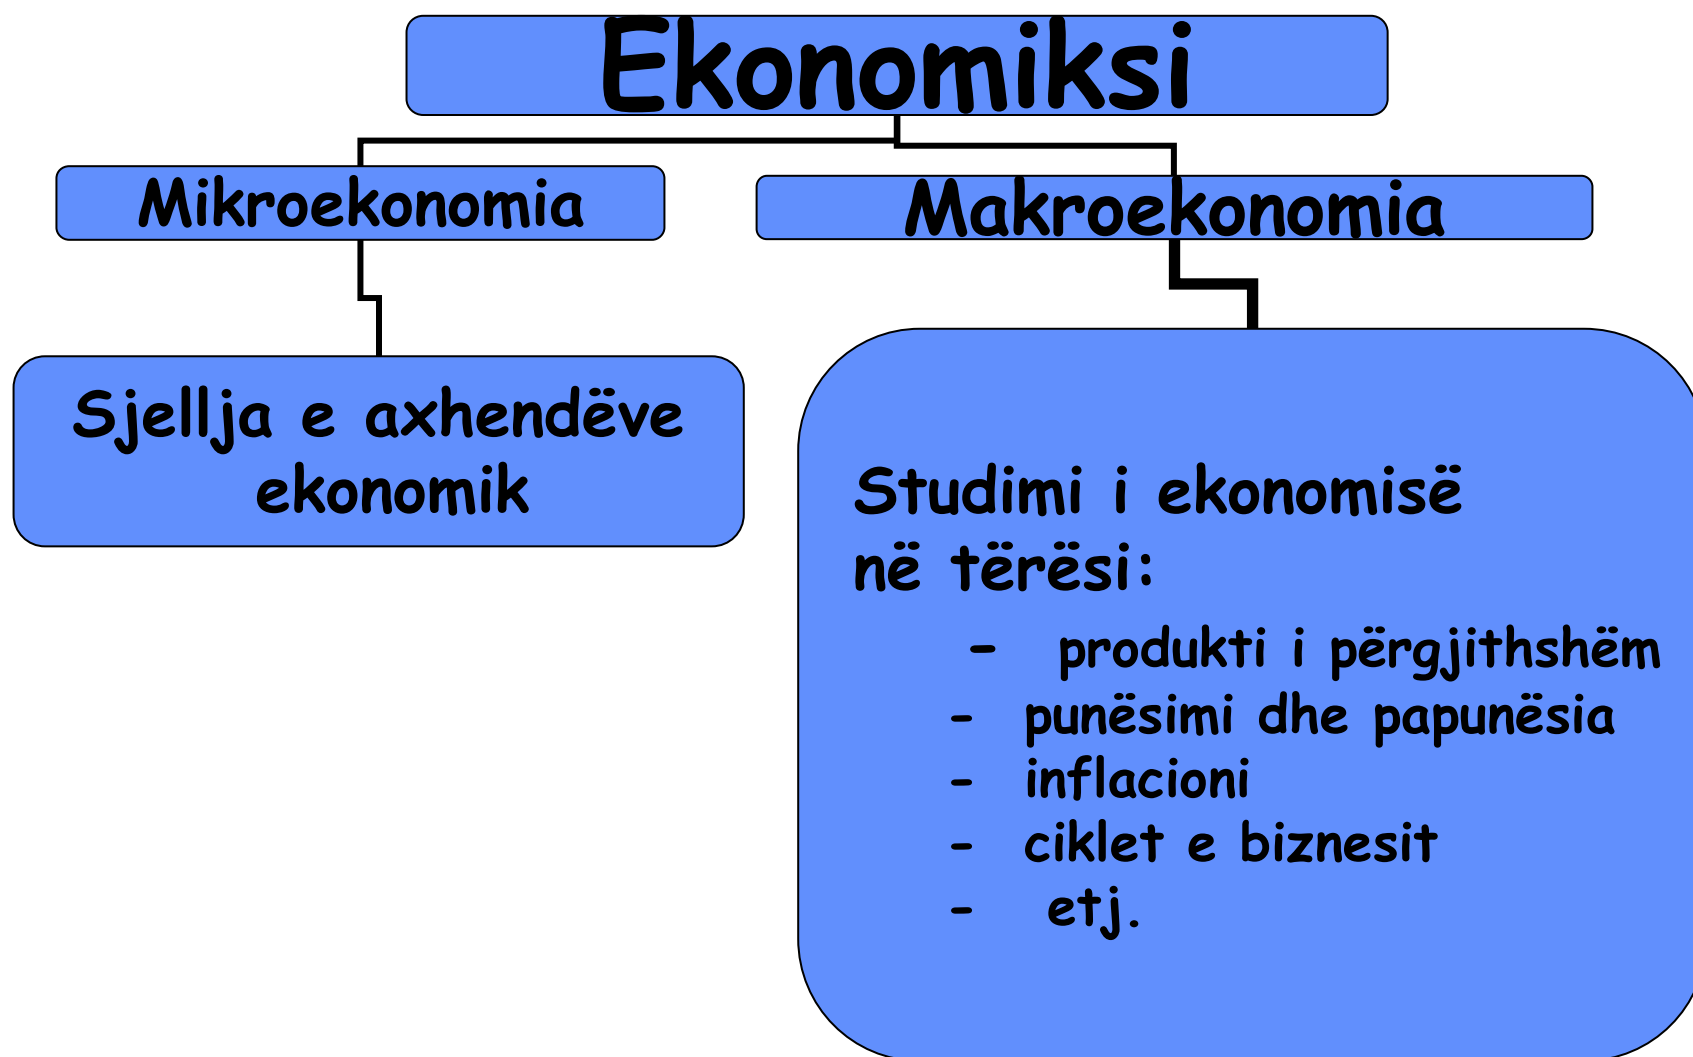 Ekonomiksi
Mikroekonomia
Makroekonomia
Sjellja e axhendëve
ekonomik
Studimi i ekonomisë
në tërësi:
- produkti i përgjithshëm
- punësimi dhe papunësia
- inflacioni
- ciklet e biznesit
- etj.